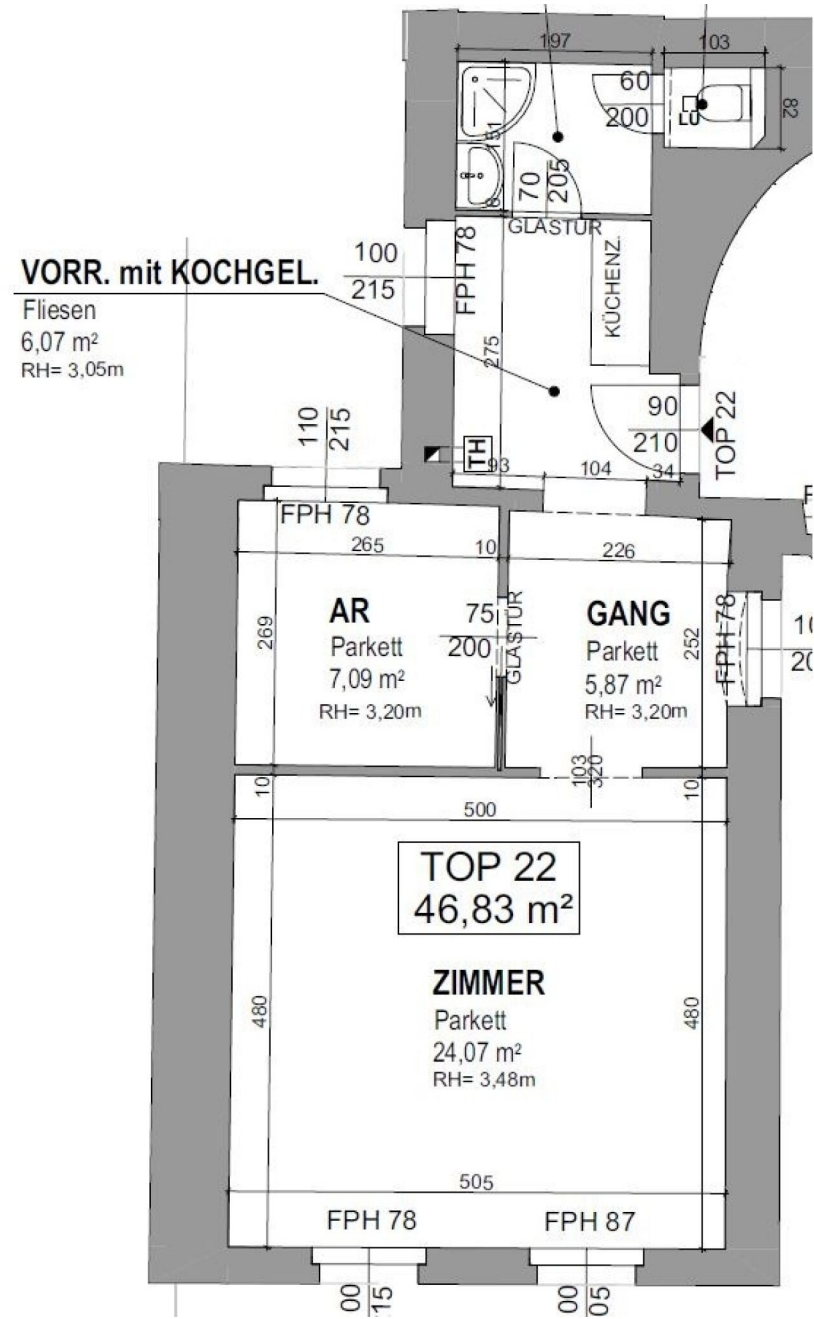 197
103
60
200
LÜ
82
151
70
205
GLASTÜR
VORR. mit KOCHGEL.
Fliesen
6,07 m²
RH= 3,05m
100
215
FPH 78
KÜCHENZ.
275
90
210
TOP 22
110
215
TH
93
104
34
FPH 78
265
10
226
AR
Parkett
7,09 m²
RH= 3,20m
269
75
200
GLASTÜR
GANG
Parkett
5,87 m²
RH= 3,20m
252
FPH 78
103
320
10
10
500
TOP 22
46,83 m²
ZIMMER
Parkett
24,07 m²
RH= 3,48m
480
480
505
FPH 78
FPH 87